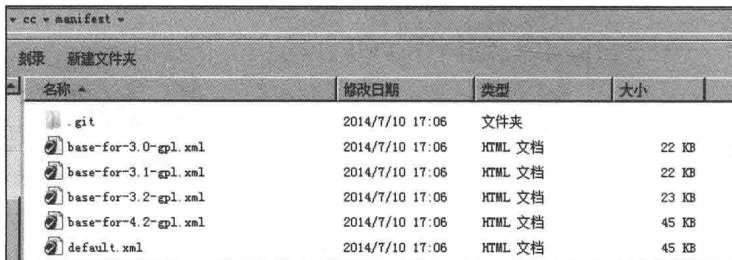 cc manifest
刻录 新建文件夹
名称 修改日期 类型 大小
.git 2014/7/10 17:06 文件夹
base-for-3.0-gpl.xml 2014/7/10 17:06 HTML 文档 22 KB
base-for-3.1-gpl.xml 2014/7/10 17:06 HTML 文档 22 KB
base-for-3.2-gpl.xml 2014/7/10 17:06 HTML 文档 23 KB
base-for-4.2-gpl.xml 2014/7/10 17:06 HTML 文档 45 KB
default.xml 2014/7/10 17:06 HTML 文档 45 KB